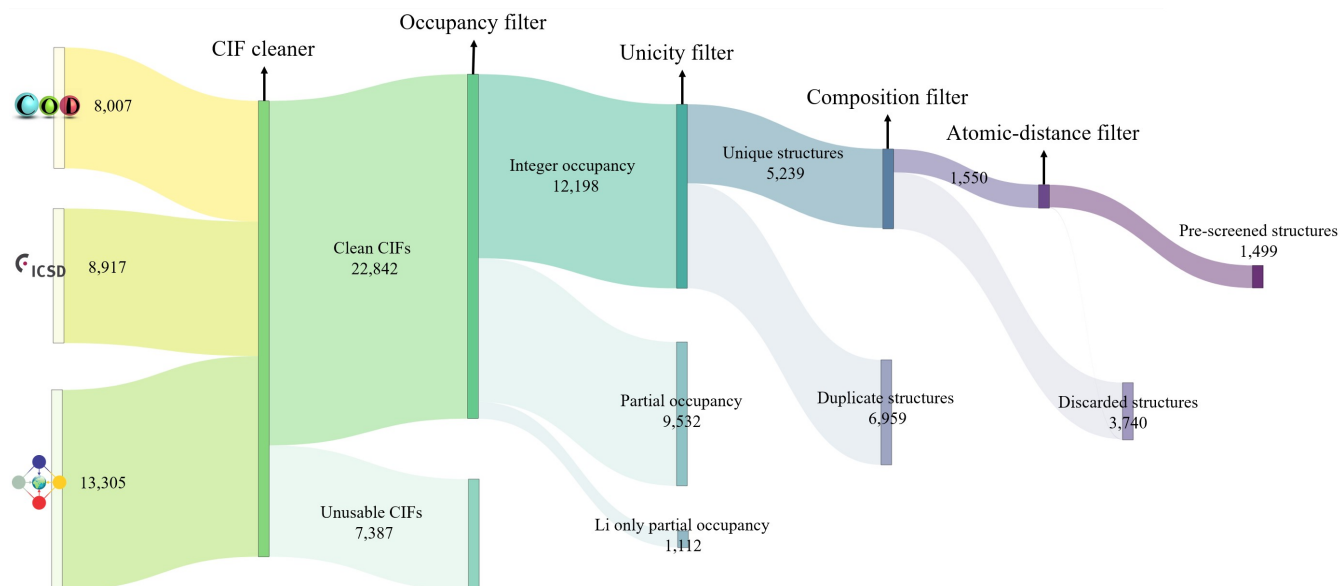 Occupancy filter
CIF cleaner
Unicity filter
Composition filter
Atomic-distance filter
COD
8,007
Integer occupancy
12,198
Unique structures
5,239
1,550
Pre-screened structures
1,499
ICSD
8,917
Clean CIFs
22,842
Partial occupancy
9,532
Duplicate structures
6,959
Discarded structures
3,740
13,305
Unusable CIFs
7,387
Li only partial occupancy
1,112